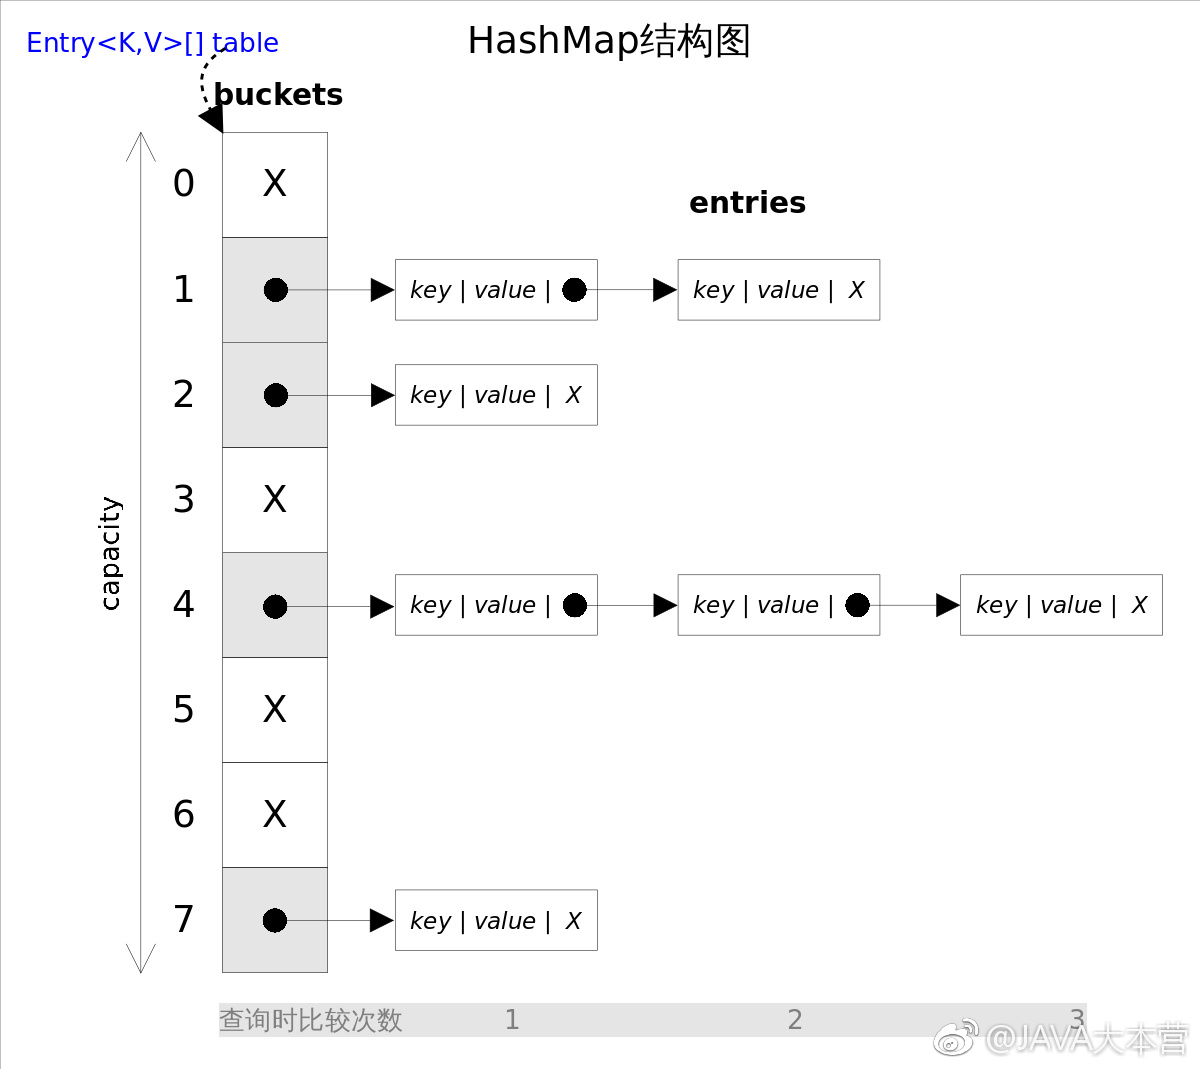 HashMap结构图
Entry<K,V>[] table
buckets
entries
capacity
0 X
1 key | value | key | value | X
2 key | value | X
3 X
4 key | value | key | value | key | value | X
5 X
6 X
7 key | value | X
查询时比较次数 1 2 3
@JAVA大本营